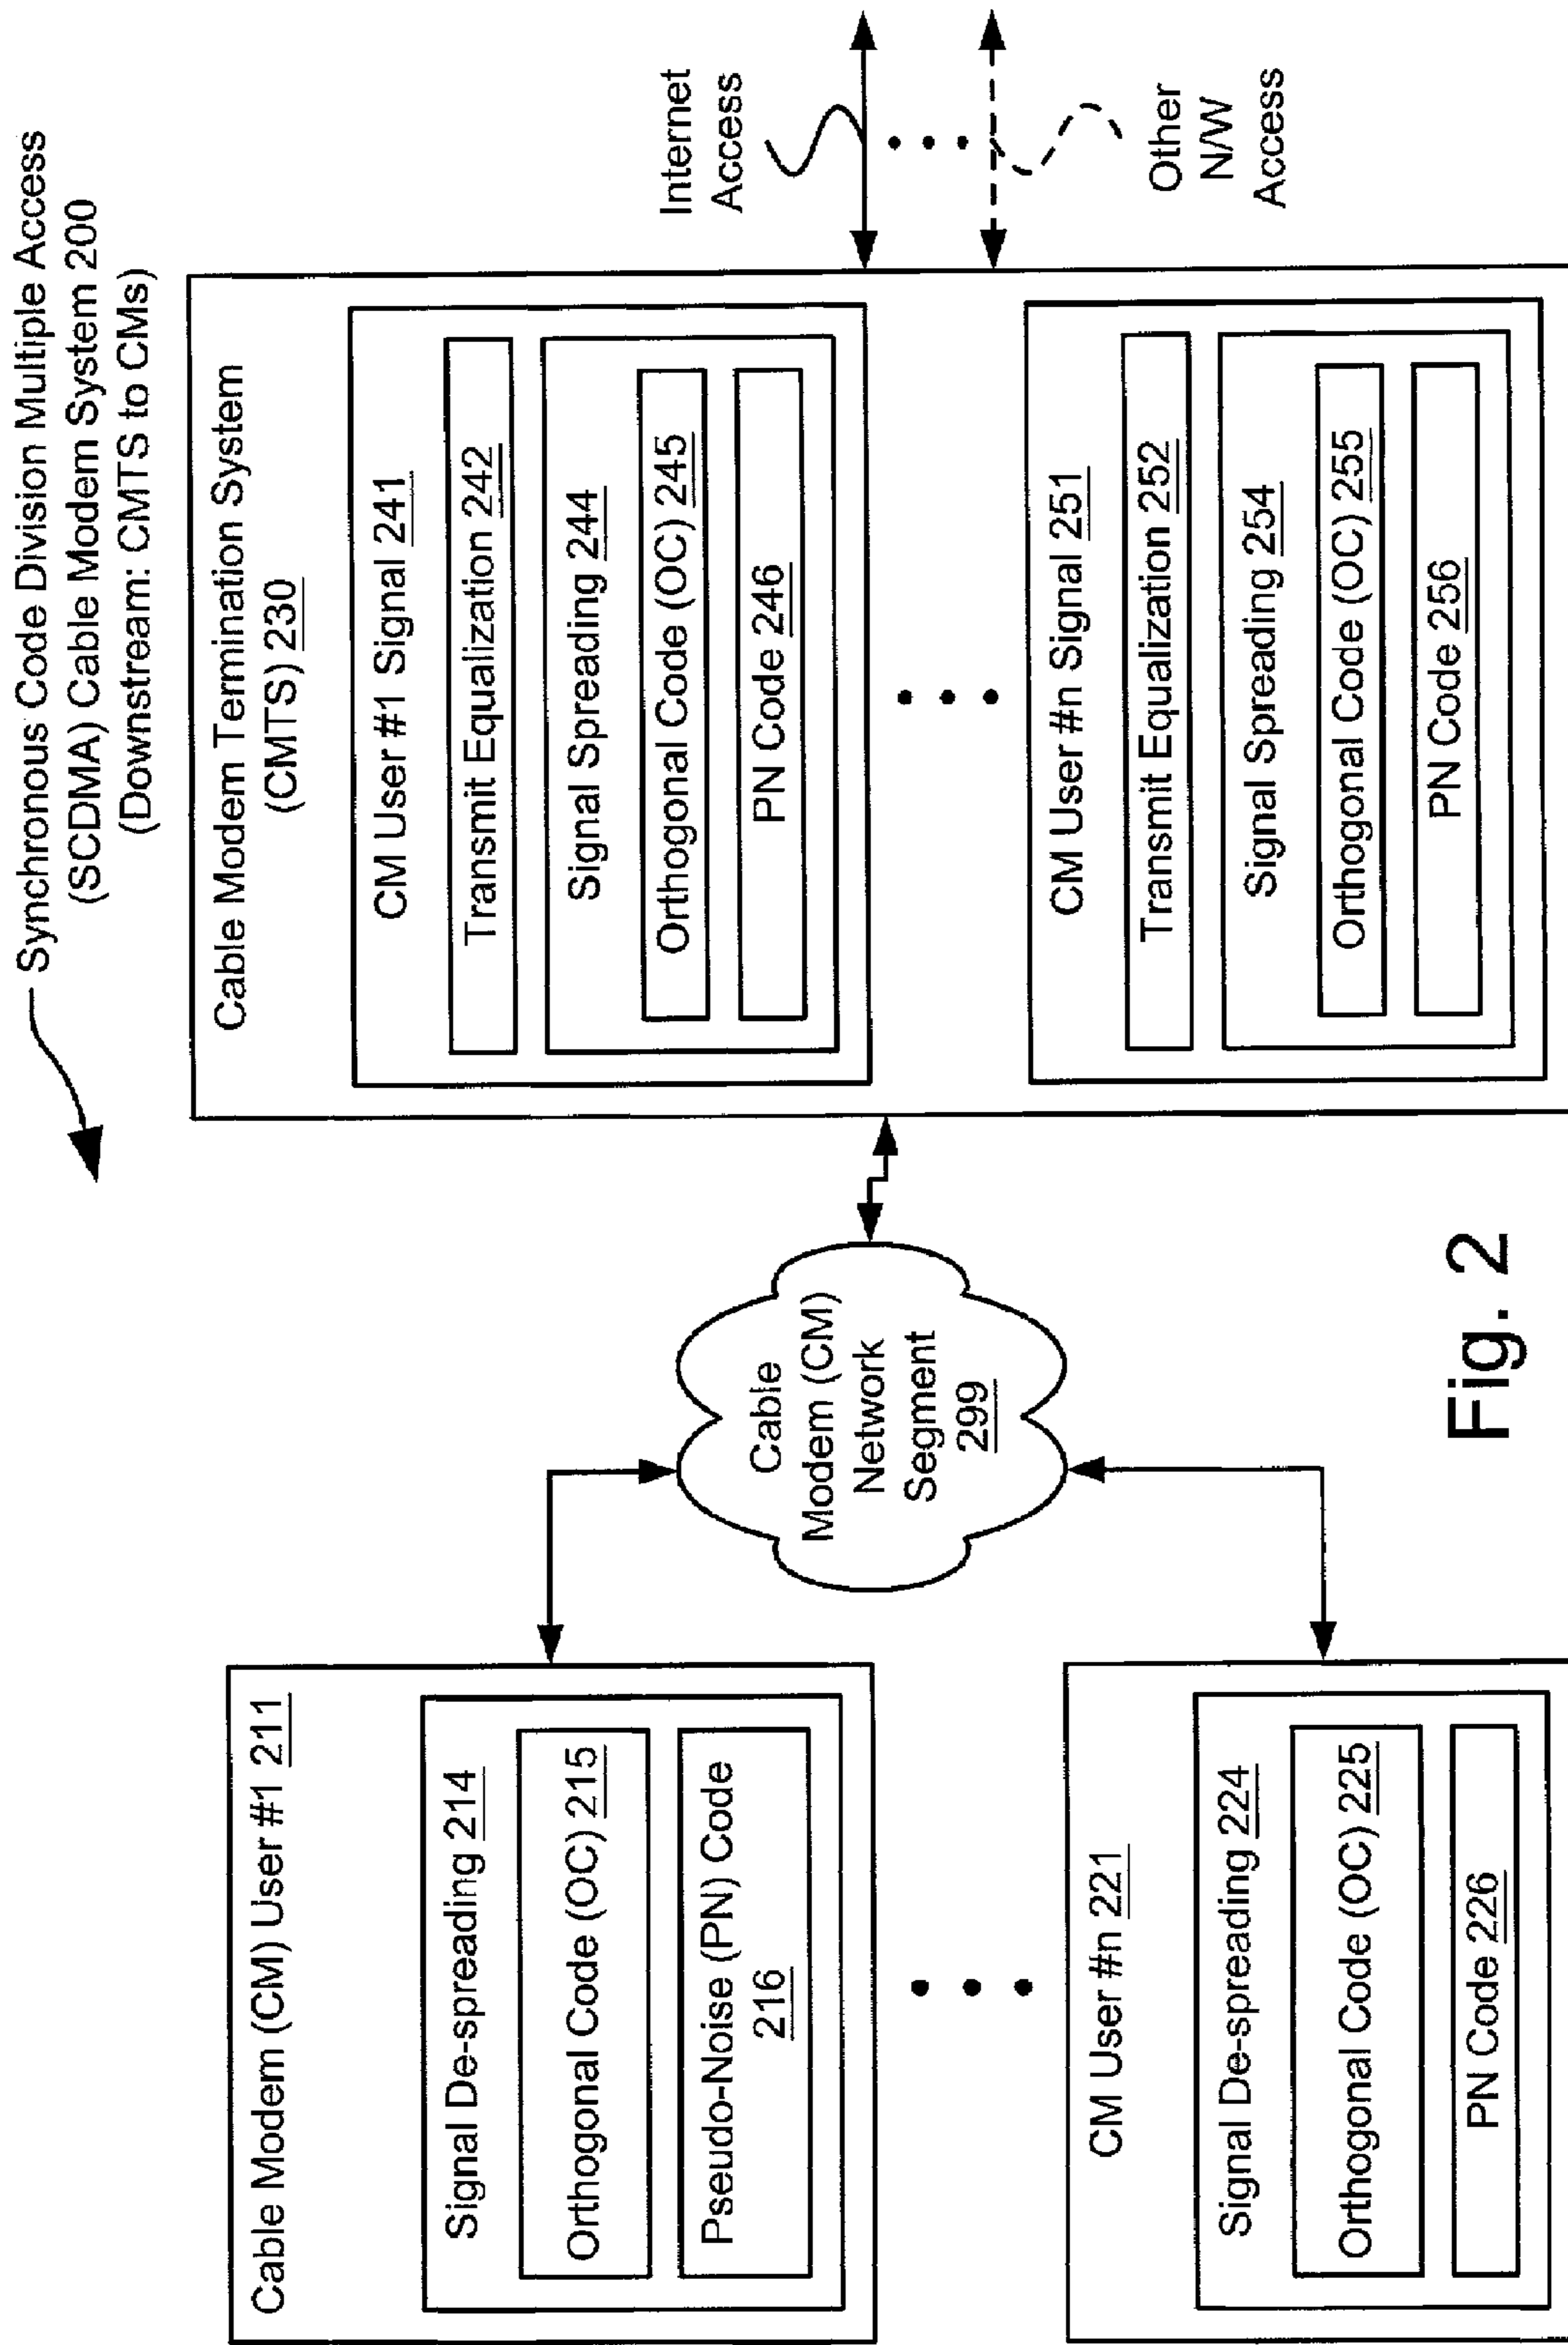 Synchronous Code Division Multiple Access
(SCDMA) Cable Modem System 200
(Downstream: CMTS to CMs)
Cable Modem (CM) User #1 211
Signal De-spreading 214
Orthogonal Code (OC) 215
Pseudo-Noise (PN) Code
216
CM User #n 221
Signal De-spreading 224
Orthogonal Code (OC) 225
PN Code 226
Cable
Modem (CM)
Network
Segment
299
Cable Modem Termination System
(CMTS) 230
CM User #1 Signal 241
Transmit Equalization 242
Signal Spreading 244
Orthogonal Code (OC) 245
PN Code 246
CM User #n Signal 251
Transmit Equalization 252
Signal Spreading 254
Orthogonal Code (OC) 255
PN Code 256
Internet
Access
Other
N/W
Access
Fig. 2